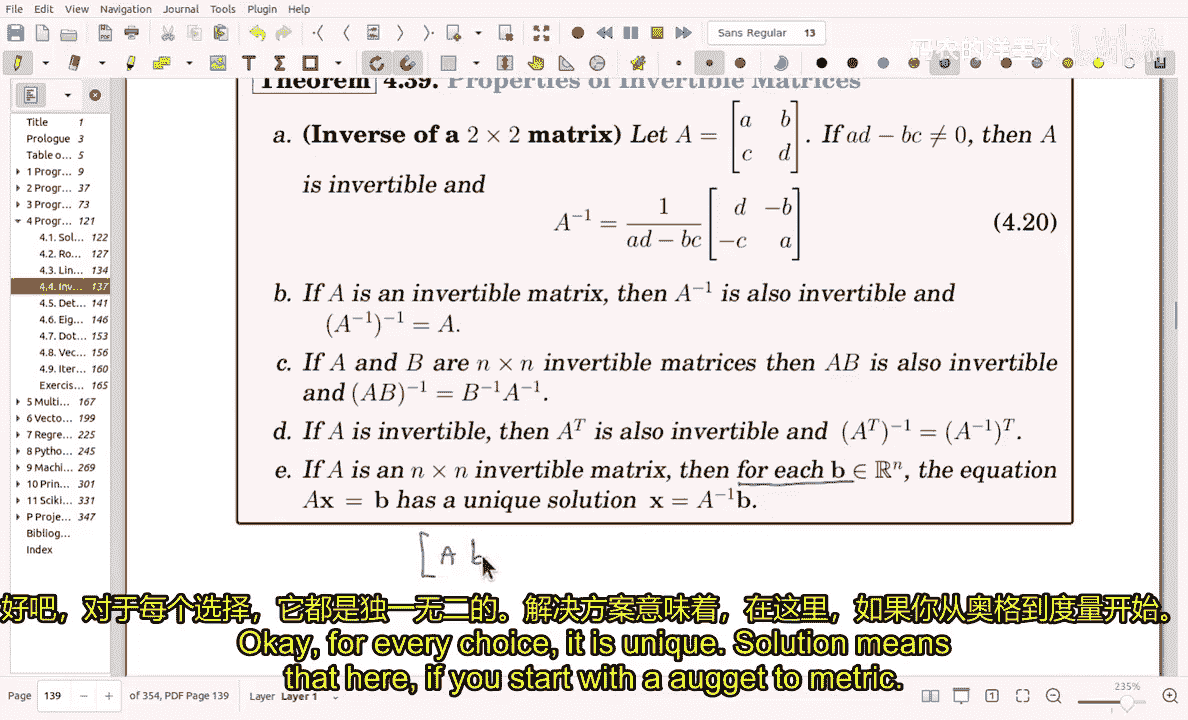 File Edit View Navigation Journal Tools Plugin Help
Sans Regular 13
Title 1
Prologue 3
Table o... 5
1 Progr... 9
2 Progr... 37
3 Progr... 73
4 Progr... 121
4.1. Sol... 122
4.2. Ro... 127
4.3. Lin... 134
4.4. Inv... 137
4.5. Det... 141
4.6. Eig... 146
4.7. Dot... 153
4.8. Vec... 156
4.9. Iter... 160
Exercis... 165
5 Multi... 167
6 Vecto... 199
7 Regre... 225
8 Pytho... 245
9 Machi... 269
10 Prin... 301
11 Sciki... 331
P Proje... 347
Bibliog...
Index
Theorem 4.39. Properties of Invertible Matrices
a. (Inverse of a 2 × 2 matrix) Let A = [a b; c d]. If ad − bc ≠ 0, then A
is invertible and
A⁻¹ = 1/(ad − bc) [d −b; −c a] (4.20)
b. If A is an invertible matrix, then A⁻¹ is also invertible and
(A⁻¹)⁻¹ = A.
c. If A and B are n × n invertible matrices then AB is also invertible
and (AB)⁻¹ = B⁻¹A⁻¹.
d. If A is invertible, then Aᵀ is also invertible and (Aᵀ)⁻¹ = (A⁻¹)ᵀ.
e. If A is an n × n invertible matrix, then for each b ∈ ℝⁿ, the equation
Ax = b has a unique solution x = A⁻¹b.
[A b
好吧，对于每个选择，它都是独一无二的。解决方案意味着，在这里，如果你从奥格到度量开始。
Okay, for every choice, it is unique. Solution means
that here, if you start with a augget to metric.
Page 139 − + of 354, PDF Page 139 Layer Layer 1 235%